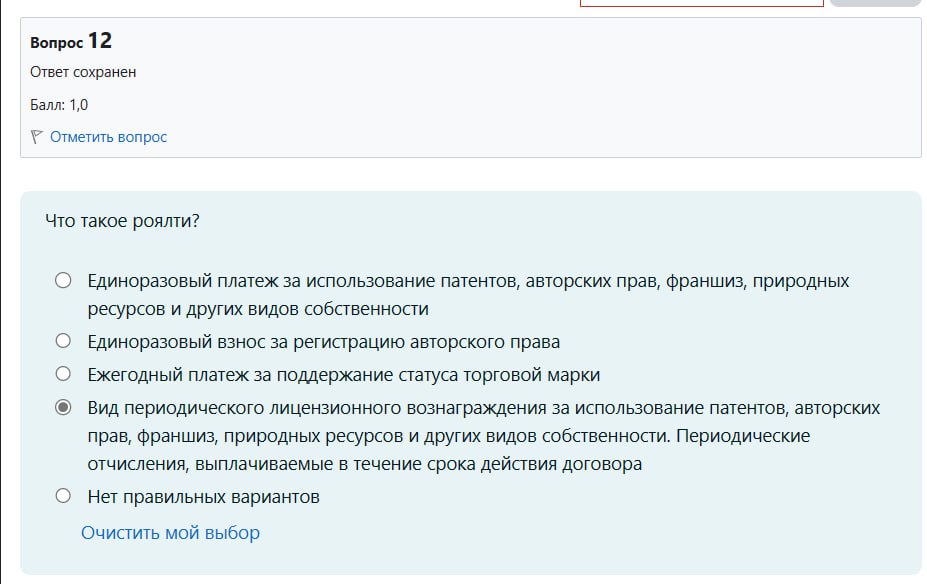 Вопрос 12
Ответ сохранен
Балл: 1,0
Отметить вопрос
Что такое роялти?
Единоразовый платеж за использование патентов, авторских прав, франшиз, природных
ресурсов и других видов собственности
Единоразовый взнос за регистрацию авторского права
Ежегодный платеж за поддержание статуса торговой марки
Вид периодического лицензионного вознаграждения за использование патентов, авторских
прав, франшиз, природных ресурсов и других видов собственности. Периодические
отчисления, выплачиваемые в течение срока действия договора
Нет правильных вариантов
Очистить мой выбор